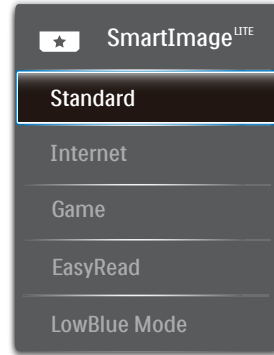 SmartImage LITE
Standard
Internet
Game
EasyRead
LowBlue Mode